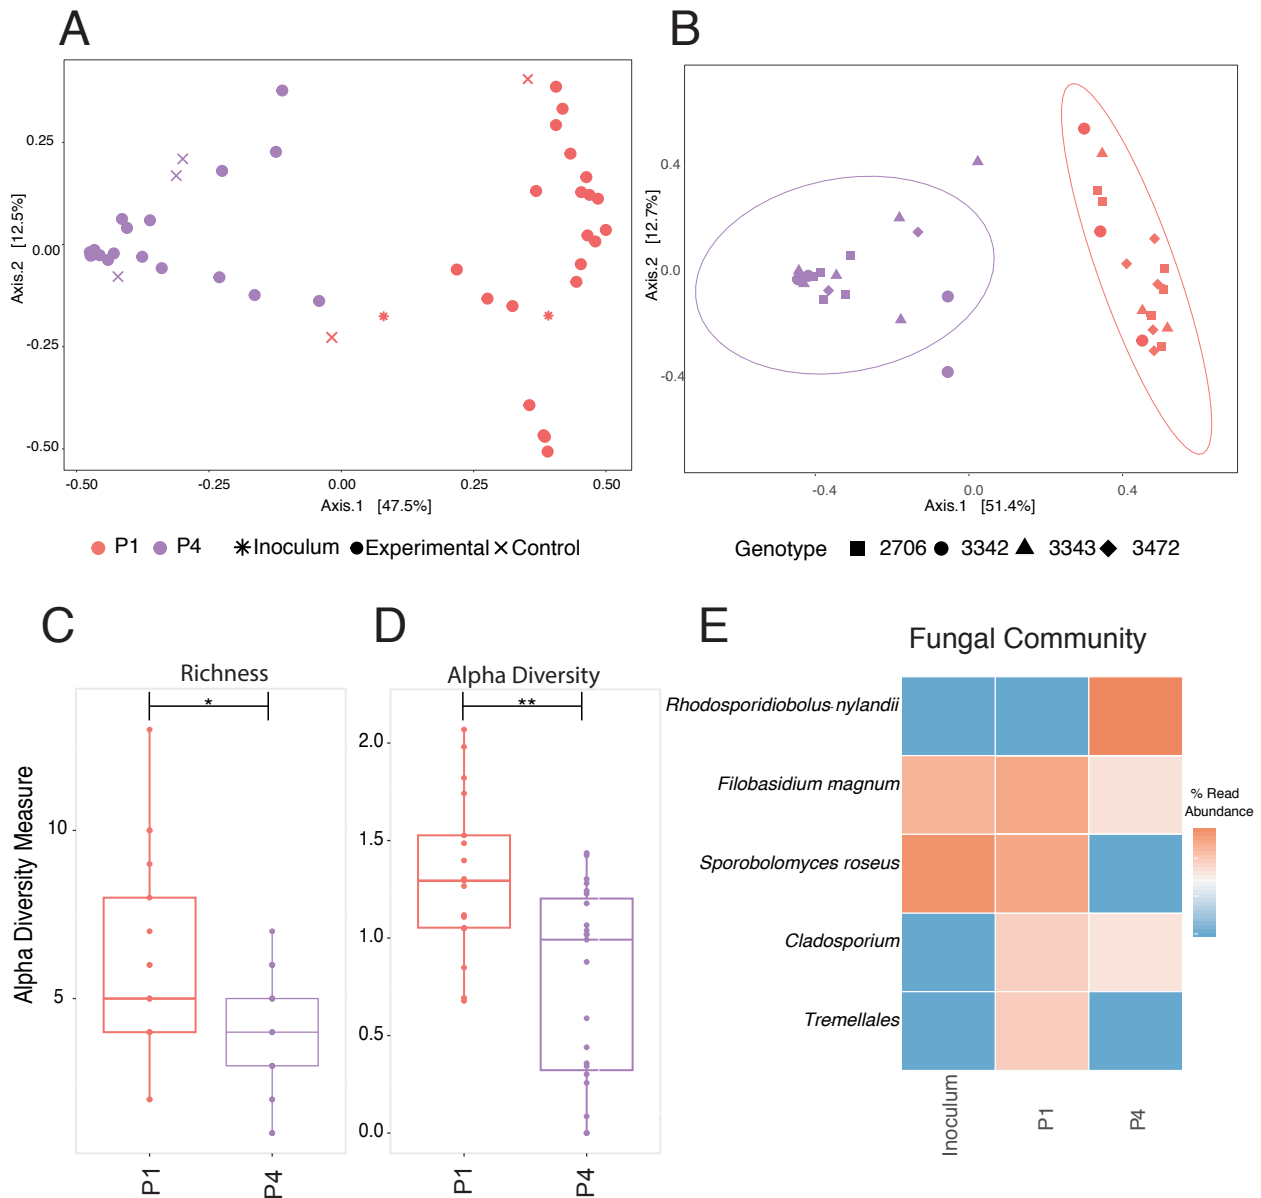 A
B
0.25
0.00
-0.25
-0.50
Axis.2 [12.5%]
-0.50
-0.25
0.00
0.25
0.50
Axis.1 [47.5%]
P1 P4 Inoculum Experimental Control
0.4
0.0
-0.4
Axis.2 [12.7%]
-0.4
0.0
0.4
Axis.1 [51.4%]
Genotype 2706 3342 3343 3472
C
D
E
Richness
*
10
5
Alpha Diversity Measure
P1
P4
Alpha Diversity
**
2.0
1.5
1.0
0.5
0.0
P1
P4
Fungal Community
Rhodosporidiobolus nylandii
Filobasidium magnum
Sporobolomyces roseus
Cladosporium
Tremellales
Inoculum
P1
P4
% Read
Abundance